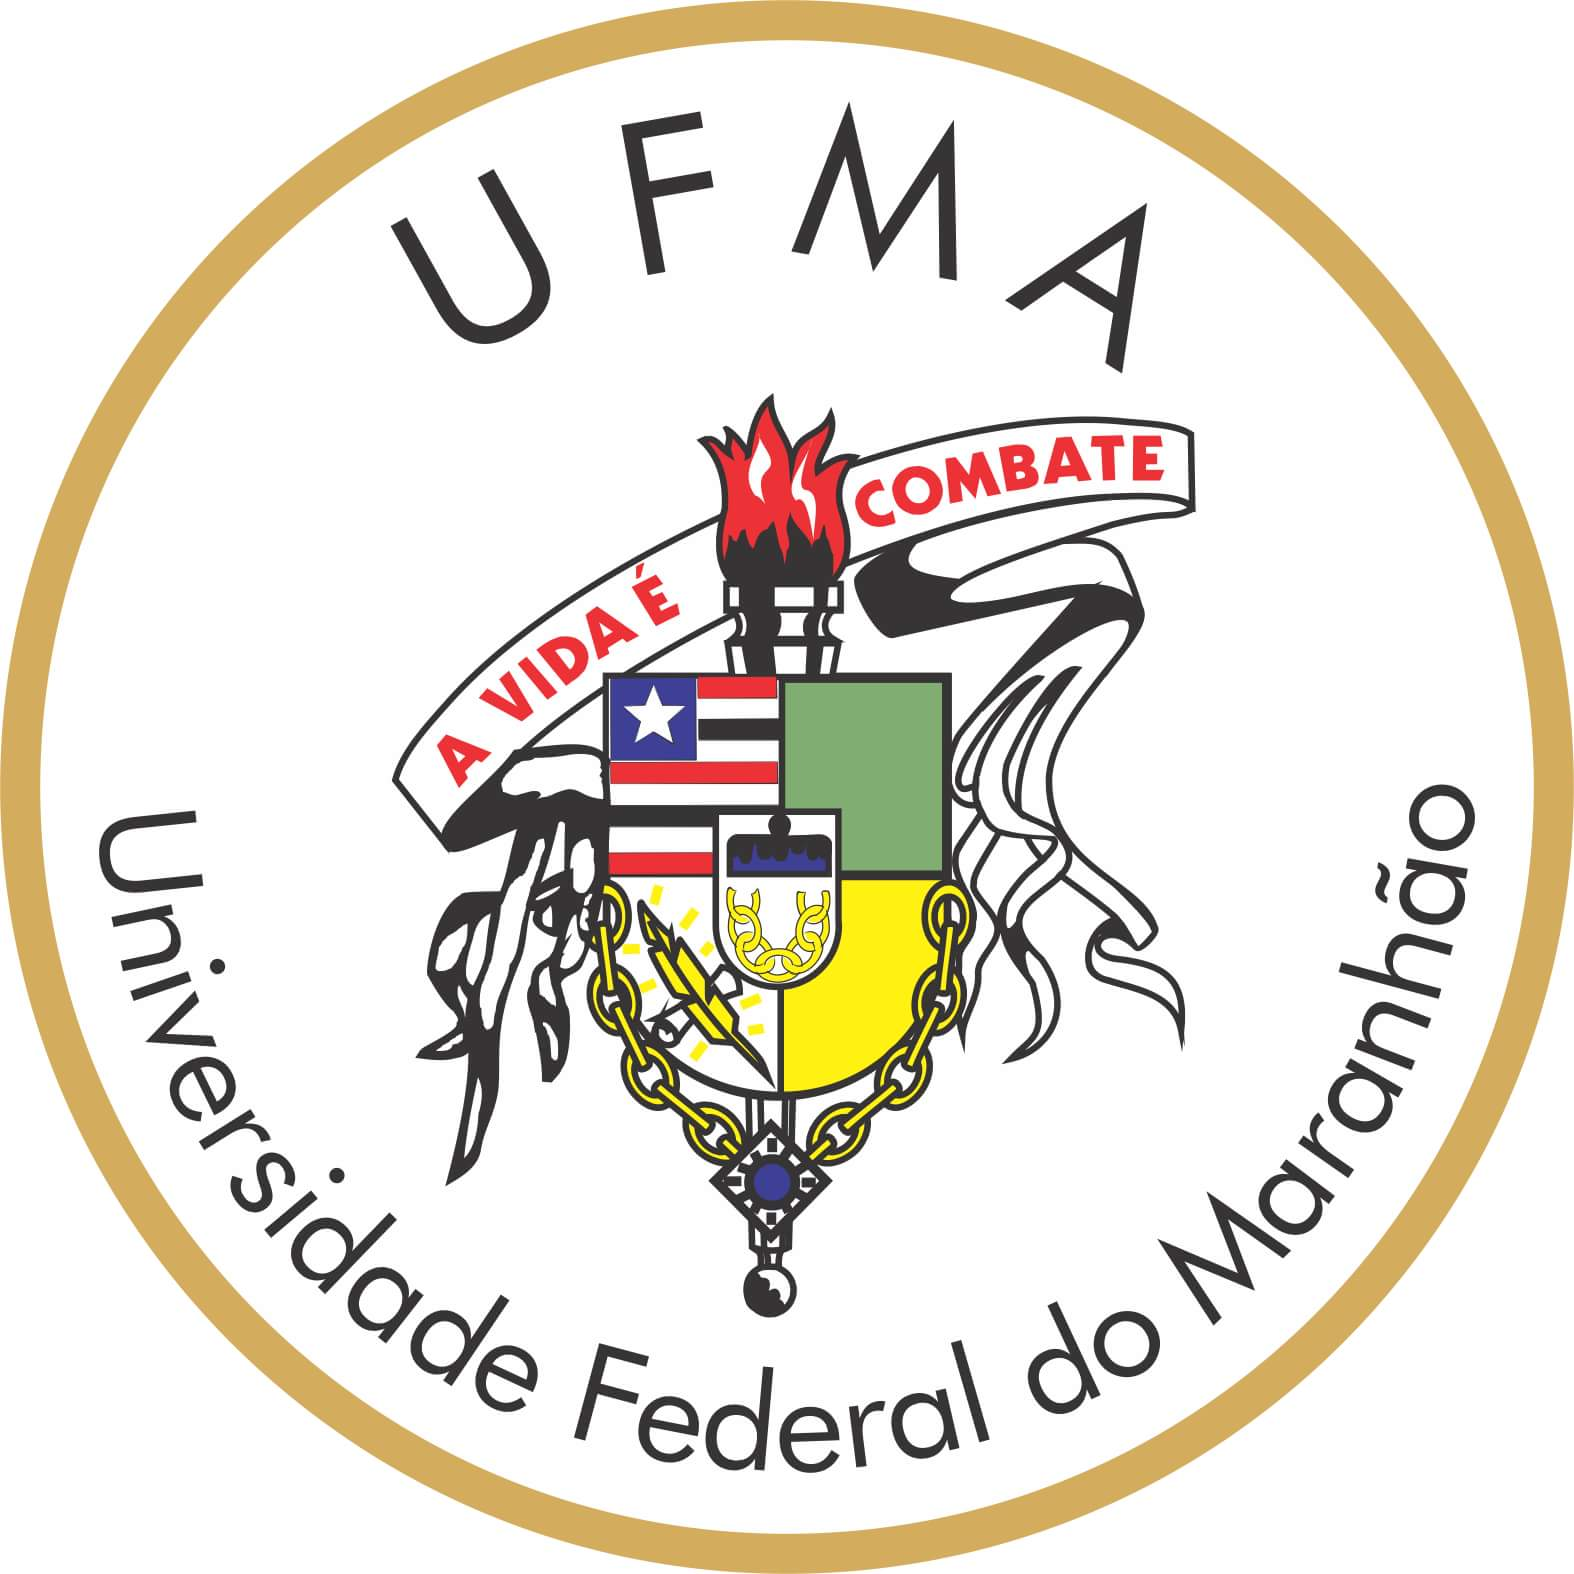 UFMA
A VIDA É COMBATE
Universidade Federal do Maranhão